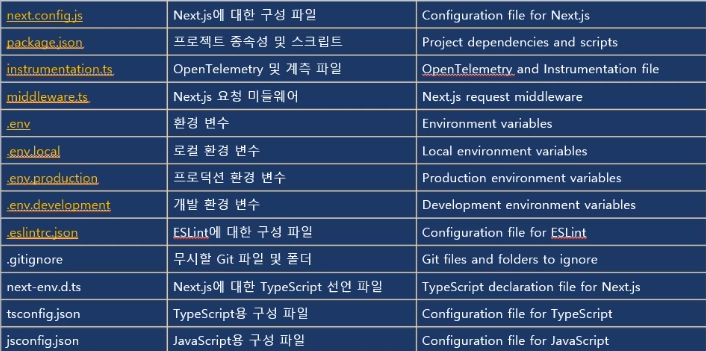 next.config.js Next.js에 대한 구성 파일 Configuration file for Next.js
package.json 프로젝트 종속성 및 스크립트 Project dependencies and scripts
instrumentation.ts OpenTelemetry 및 계측 파일 OpenTelemetry and Instrumentation file
middleware.ts Next.js 요청 미들웨어 Next.js request middleware
.env 환경 변수 Environment variables
.env.local 로컬 환경 변수 Local environment variables
.env.production 프로덕션 환경 변수 Production environment variables
.env.development 개발 환경 변수 Development environment variables
.eslintrc.json ESLint에 대한 구성 파일 Configuration file for ESLint
.gitignore 무시할 Git 파일 및 폴더 Git files and folders to ignore
next-env.d.ts Next.js에 대한 TypeScript 선언 파일 TypeScript declaration file for Next.js
tsconfig.json TypeScript용 구성 파일 Configuration file for TypeScript
jsconfig.json JavaScript용 구성 파일 Configuration file for JavaScript